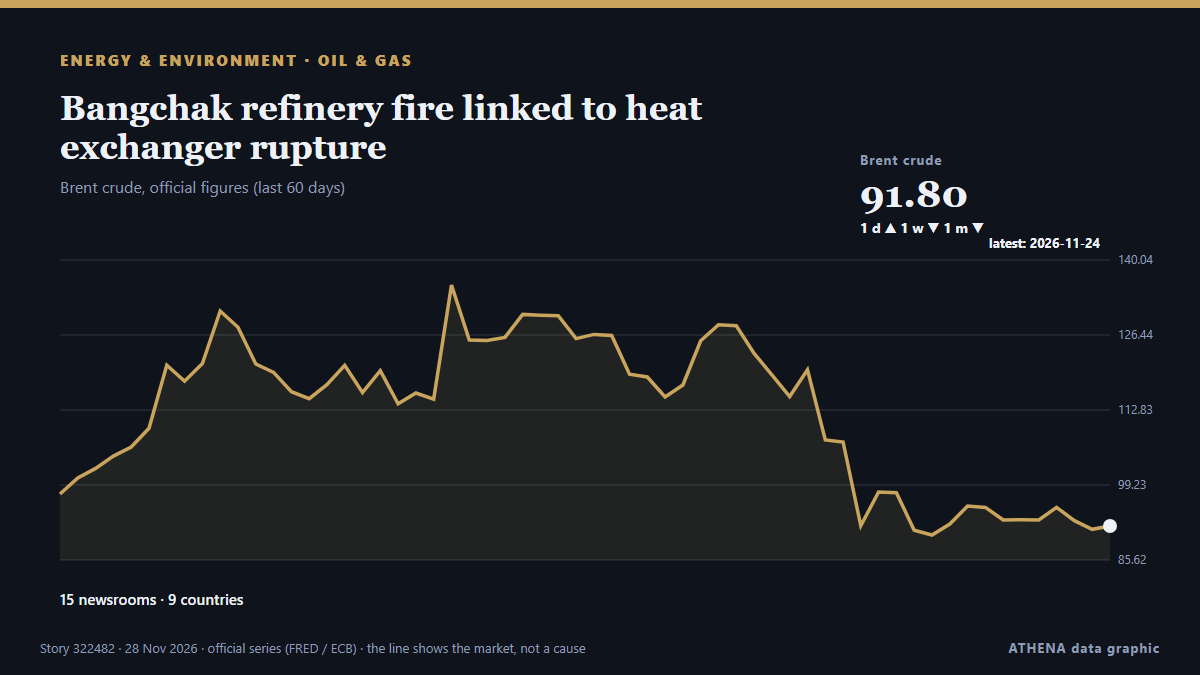 ENERGY & ENVIRONMENT · OIL & GAS
Bangchak refinery fire linked to heat
exchanger rupture
Brent crude, official figures (last 60 days)
Brent crude
91.80
1 d ▲ 1 w ▼ 1 m ▼
latest: 2026-11-24
140.04
126.44
112.83
99.23
85.62
15 newsrooms · 9 countries
Story 322482 · 28 Nov 2026 · official series (FRED / ECB) · the line shows the market, not a cause
ATHENA data graphic